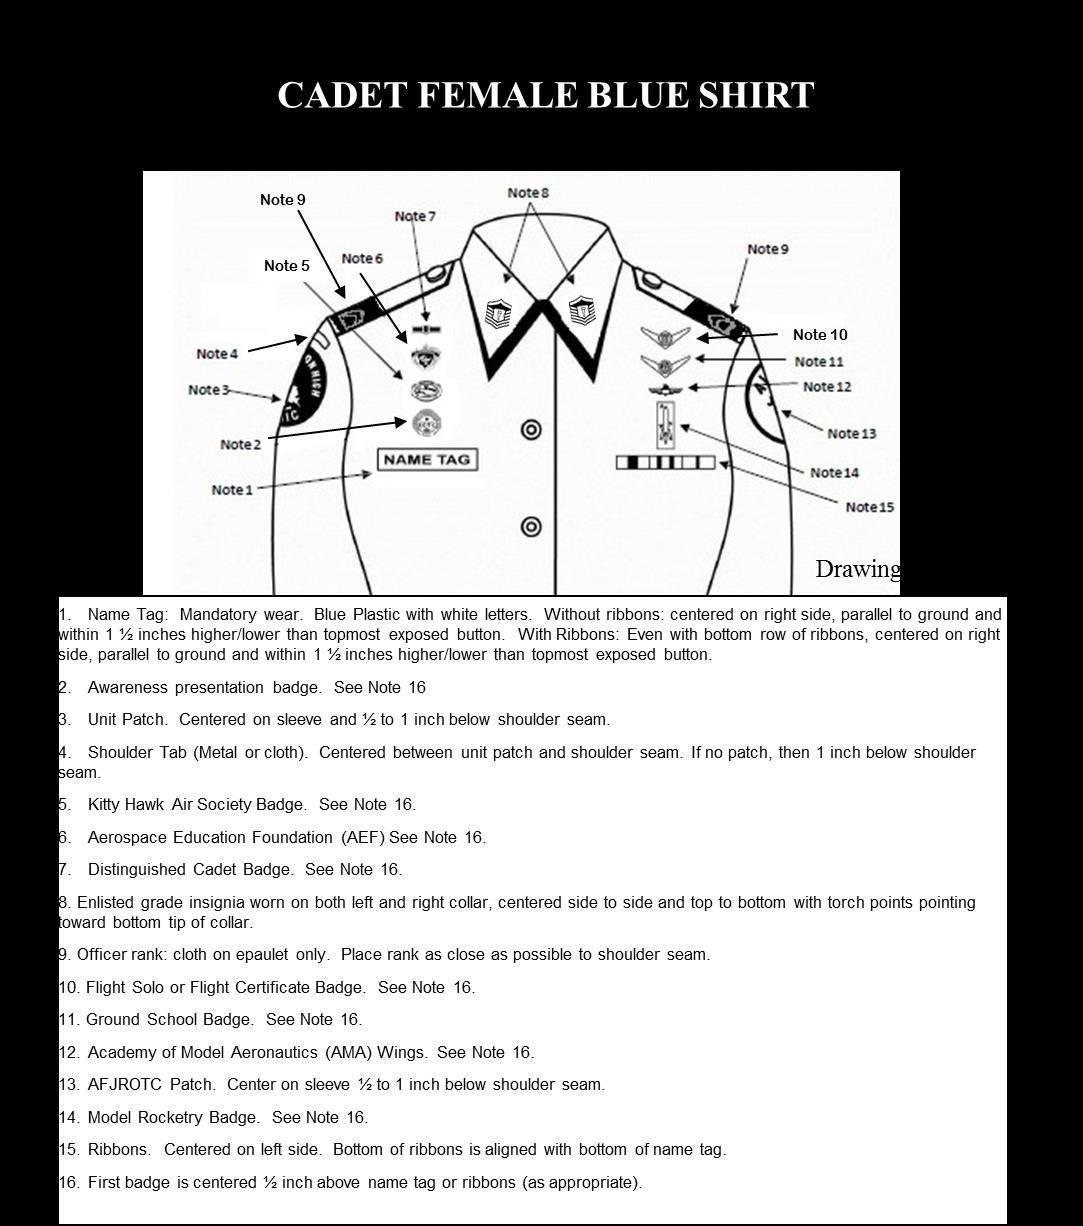 CADET FEMALE BLUE SHIRT
Note 9
Note 8
Note 7
Note 6
Note 5
Note 9
Note 10
Note 4
Note 11
Note 12
Note 3
ON HIGH
Note 13
Note 2
NAME TAG
Note 14
Note 1
Note 15
Drawing
1. Name Tag: Mandatory wear. Blue Plastic with white letters. Without ribbons: centered on right side, parallel to ground and
within 1 ½ inches higher/lower than topmost exposed button. With Ribbons: Even with bottom row of ribbons, centered on right
side, parallel to ground and within 1 ½ inches higher/lower than topmost exposed button.
2. Awareness presentation badge. See Note 16
3. Unit Patch. Centered on sleeve and ½ to 1 inch below shoulder seam.
4. Shoulder Tab (Metal or cloth). Centered between unit patch and shoulder seam. If no patch, then 1 inch below shoulder
seam.
5. Kitty Hawk Air Society Badge. See Note 16.
6. Aerospace Education Foundation (AEF) See Note 16.
7. Distinguished Cadet Badge. See Note 16.
8. Enlisted grade insignia worn on both left and right collar, centered side to side and top to bottom with torch points pointing
toward bottom tip of collar.
9. Officer rank: cloth on epaulet only. Place rank as close as possible to shoulder seam.
10. Flight Solo or Flight Certificate Badge. See Note 16.
11. Ground School Badge. See Note 16.
12. Academy of Model Aeronautics (AMA) Wings. See Note 16.
13. AFJROTC Patch. Center on sleeve ½ to 1 inch below shoulder seam.
14. Model Rocketry Badge. See Note 16.
15. Ribbons. Centered on left side. Bottom of ribbons is aligned with bottom of name tag.
16. First badge is centered ½ inch above name tag or ribbons (as appropriate).